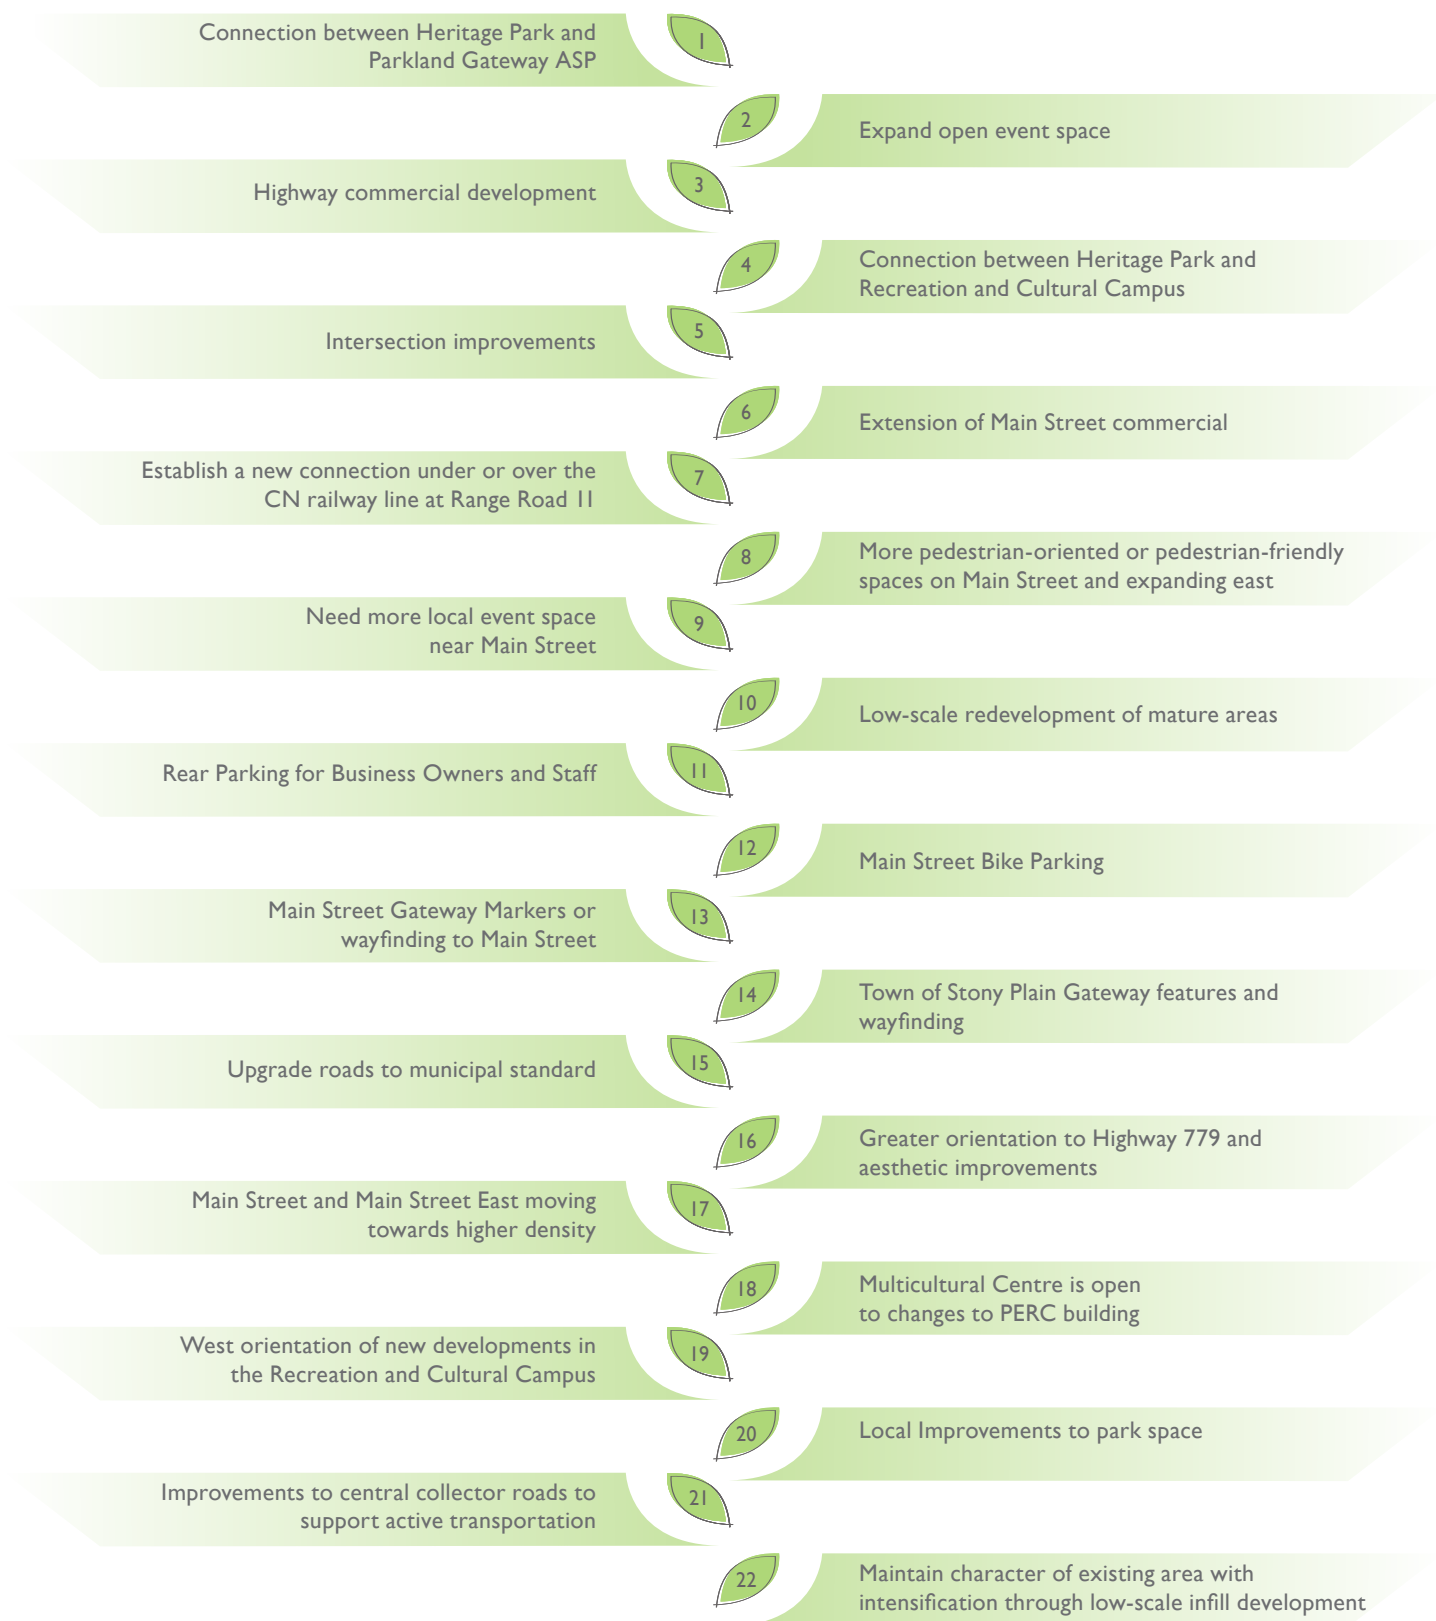 Connection between Heritage Park and
Parkland Gateway ASP
1
2
Expand open event space
Highway commercial development
3
4
Connection between Heritage Park and
Recreation and Cultural Campus
Intersection improvements
5
6
Extension of Main Street commercial
Establish a new connection under or over the
CN railway line at Range Road 11
7
8
More pedestrian-oriented or pedestrian-friendly
spaces on Main Street and expanding east
Need more local event space
near Main Street
9
10
Low-scale redevelopment of mature areas
Rear Parking for Business Owners and Staff
11
12
Main Street Bike Parking
Main Street Gateway Markers or
wayfinding to Main Street
13
14
Town of Stony Plain Gateway features and
wayfinding
Upgrade roads to municipal standard
15
16
Greater orientation to Highway 779 and
aesthetic improvements
Main Street and Main Street East moving
towards higher density
17
18
Multicultural Centre is open
to changes to PERC building
West orientation of new developments in
the Recreation and Cultural Campus
19
20
Local Improvements to park space
Improvements to central collector roads to
support active transportation
21
22
Maintain character of existing area with
intensification through low-scale infill development